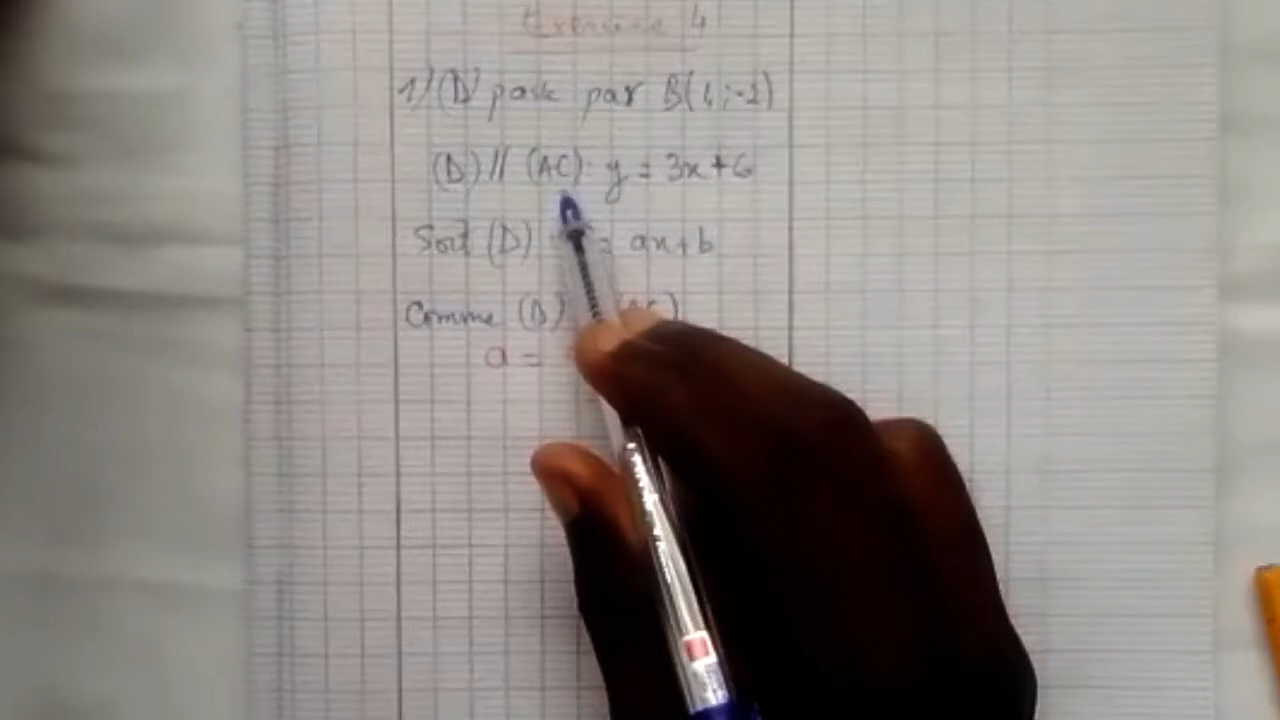 Exercice 4
1) (D) passe par B(1;-2)
(D) // (AC): y = 3x+6
Soit (D) = ax+b
Comme (D)
a =